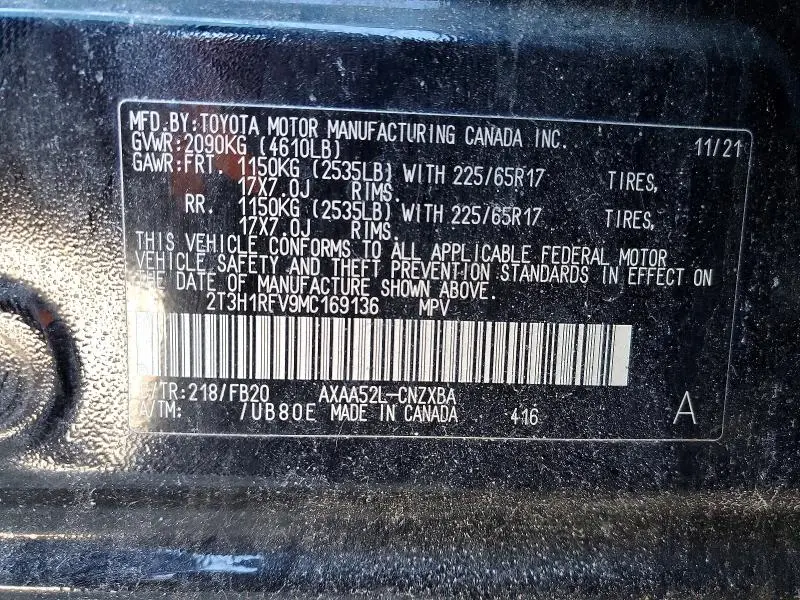 MFD.BY:TOYOTA MOTOR MANUFACTURING CANADA INC. 11/21
GVWR:2090KG (4610LB)
GAWR:FRT. 1150KG (2535LB) WITH 225/65R17 TIRES,
17X7.0J RIMS.
RR. 1150KG (2535LB) WITH 225/65R17 TIRES,
17X7.0J RIMS.
THIS VEHICLE CONFORMS TO ALL APPLICABLE FEDERAL MOTOR
VEHICLE SAFETY AND THEFT PREVENTION STANDARDS IN EFFECT ON
THE DATE OF MANUFACTURE SHOWN ABOVE.
2T3H1RFV9MC169136 MPV
/TR:218/FB20 AXAA52L-CNZXBA
A/TM: /UB80E MADE IN CANADA 416 A